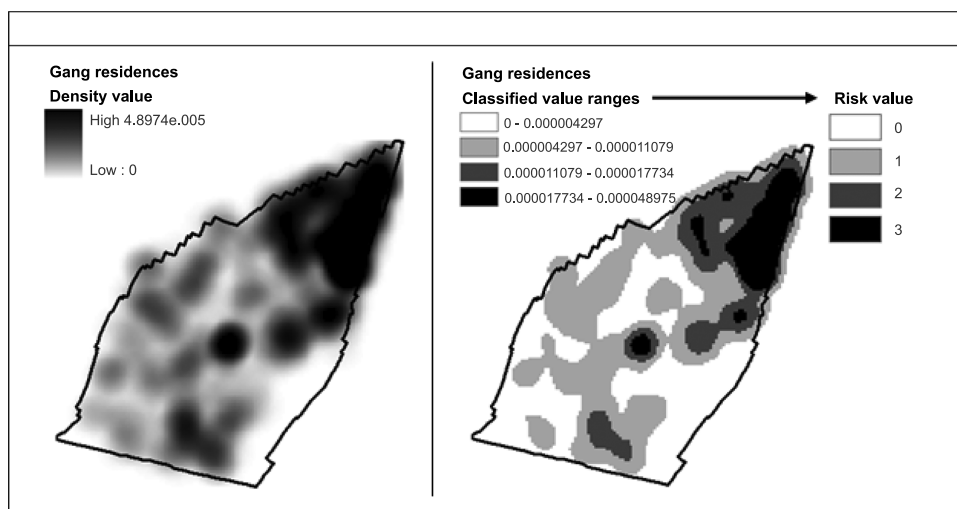 Gang residences
Density value
High 4.8974e.005
Low : 0
Gang residences
Classified value ranges
Risk value
0 - 0.000004297
0
0.000004297 - 0.000011079
1
0.000011079 - 0.000017734
2
0.000017734 - 0.000048975
3